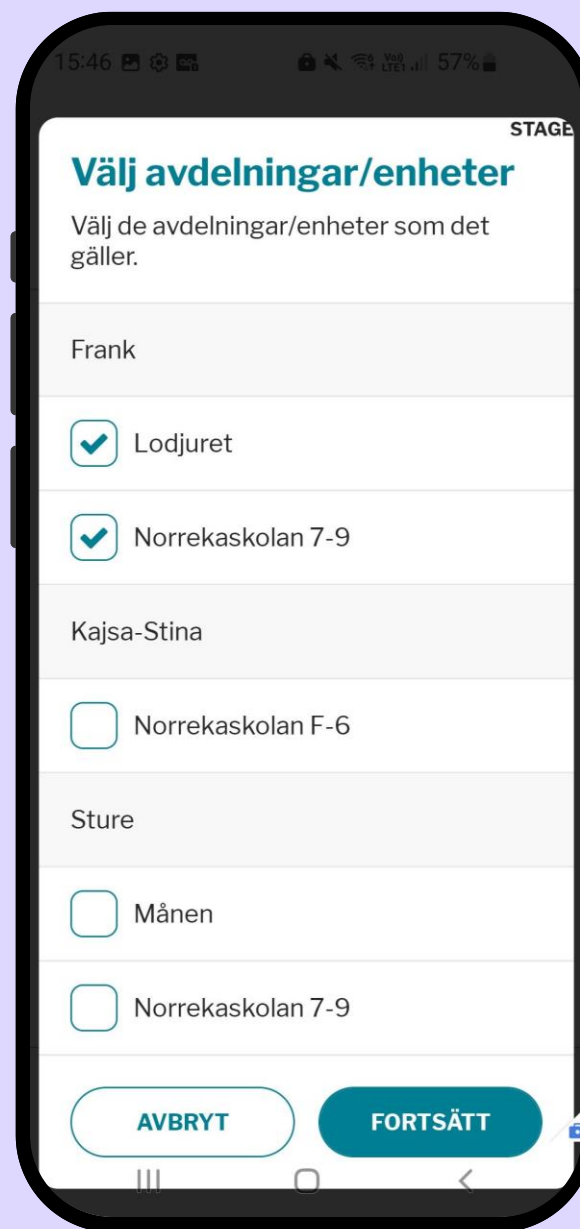 15:46
57%
STAGE
Välj avdelningar/enheter
Välj de avdelningar/enheter som det
gäller.
Frank
Lodjuret
Norrekaskolan 7-9
Kajsa-Stina
Norrekaskolan F-6
Sture
Månen
Norrekaskolan 7-9
AVBRYT
FORTSÄTT